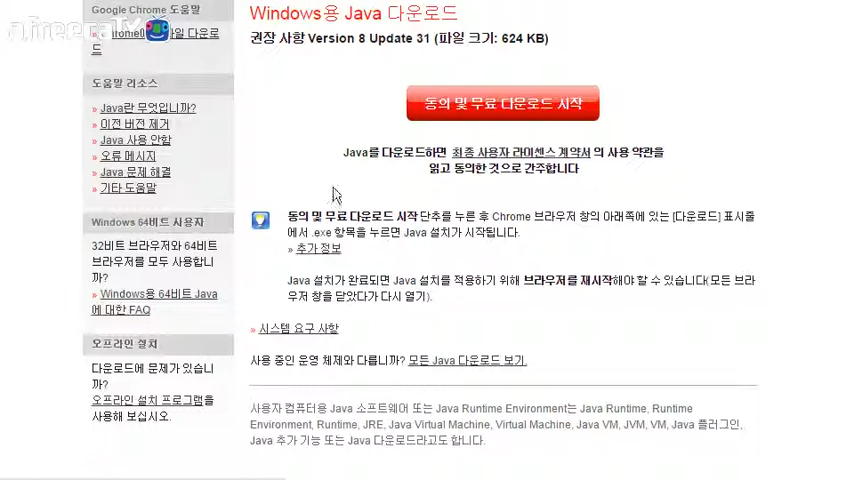 Google Chrome 도움말
afreecaTV
도움말 리소스
» Java란 무엇입니까?
» 이전 버전 제거
» Java 사용 안함
» 오류 메시지
» Java 문제 해결
» 기타 도움말
Windows 64비트 사용자
32비트 브라우저와 64비트
브라우저를 모두 사용합니
까?
» Windows용 64비트 Java
에 대한 FAQ
오프라인 설치
다운로드에 문제가 있습니
까?
오프라인 설치 프로그램을
사용해 보십시오.
Windows용 Java 다운로드
권장 사항 Version 8 Update 31 (파일 크기: 624 KB)
동의 및 무료 다운로드 시작
Java를 다운로드하면 최종 사용자 라이센스 계약서의 사용 약관을
읽고 동의한 것으로 간주합니다
동의 및 무료 다운로드 시작 단추를 누른 후 Chrome 브라우저 창의 아래쪽에 있는 [다운로드] 표시줄
에서 .exe 항목을 누르면 Java 설치가 시작됩니다.
» 추가 정보
Java 설치가 완료되면 Java 설치를 적용하기 위해 브라우저를 재시작해야 할 수 있습니다(모든 브라
우저 창을 닫았다가 다시 열기).
» 시스템 요구 사항
사용 중인 운영 체제와 다릅니까? 모든 Java 다운로드 보기.
사용자 컴퓨터용 Java 소프트웨어 또는 Java Runtime Environment는 Java Runtime, Runtime
Environment, Runtime, JRE, Java Virtual Machine, Virtual Machine, Java VM, JVM, VM, Java 플러그인,
Java 추가 기능 또는 Java 다운로드라고도 합니다.